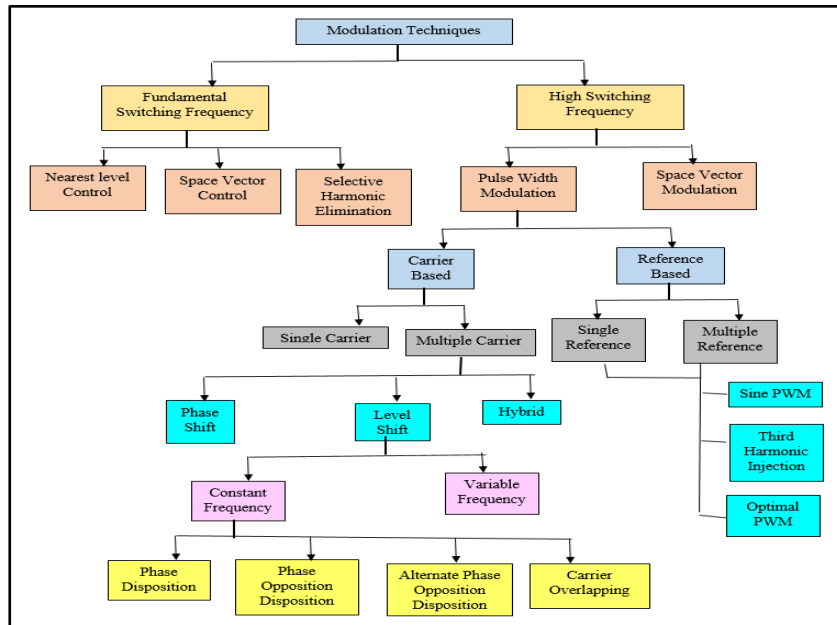 Modulation Techniques
Fundamental
Switching Frequency
High Switching
Frequency
Nearest level
Control
Space Vector
Control
Selective
Harmonic
Elimination
Pulse Width
Modulation
Space Vector
Modulation
Carrier
Based
Reference
Based
Single Carrier
Multiple Carrier
Single
Reference
Multiple
Reference
Phase
Shift
Level
Shift
Hybrid
Sine PWM
Third
Harmonic
Injection
Optimal
PWM
Constant
Frequency
Variable
Frequency
Phase
Disposition
Phase
Opposition
Disposition
Alternate Phase
Opposition
Disposition
Carrier
Overlapping